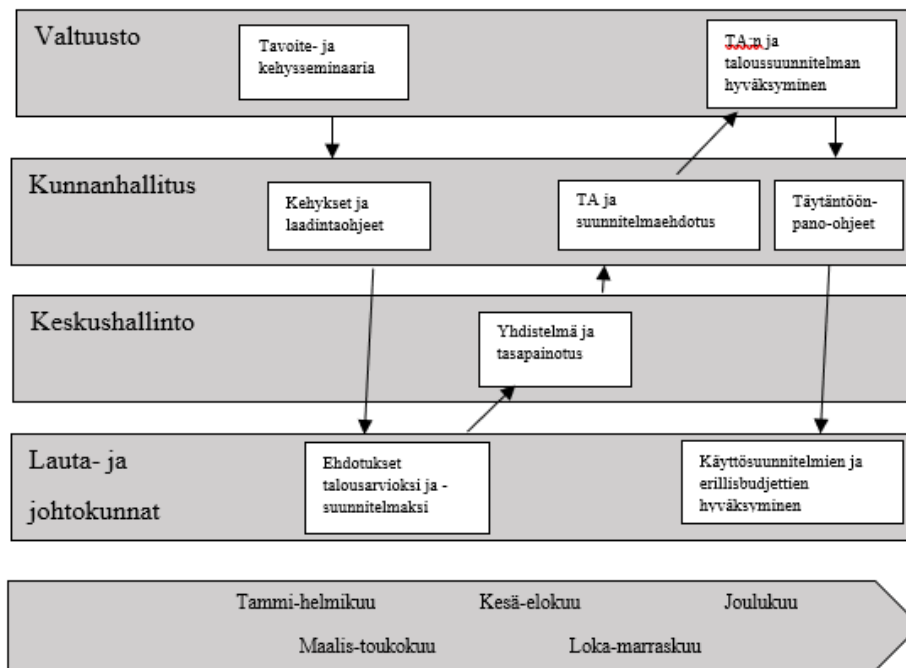 Valtuusto
Tavoite- ja
kehysseminaaria
TA:n ja
taloussuunnitelman
hyväksyminen
Kunnanhallitus
Kehykset ja
laadintaohjeet
TA ja
suunnitelmaehdotus
Täytäntöön-
pano-ohjeet
Keskushallinto
Yhdistelmä ja
tasapainotus
Lauta- ja
johtokunnat
Ehdotukset
talousarvioksi ja -
suunnitelmaksi
Käyttösuunnitelmien ja
erillisbudjettien
hyväksyminen
Tammi-helmikuu
Kesä-elokuu
Joulukuu
Maalis-toukokuu
Loka-marraskuu